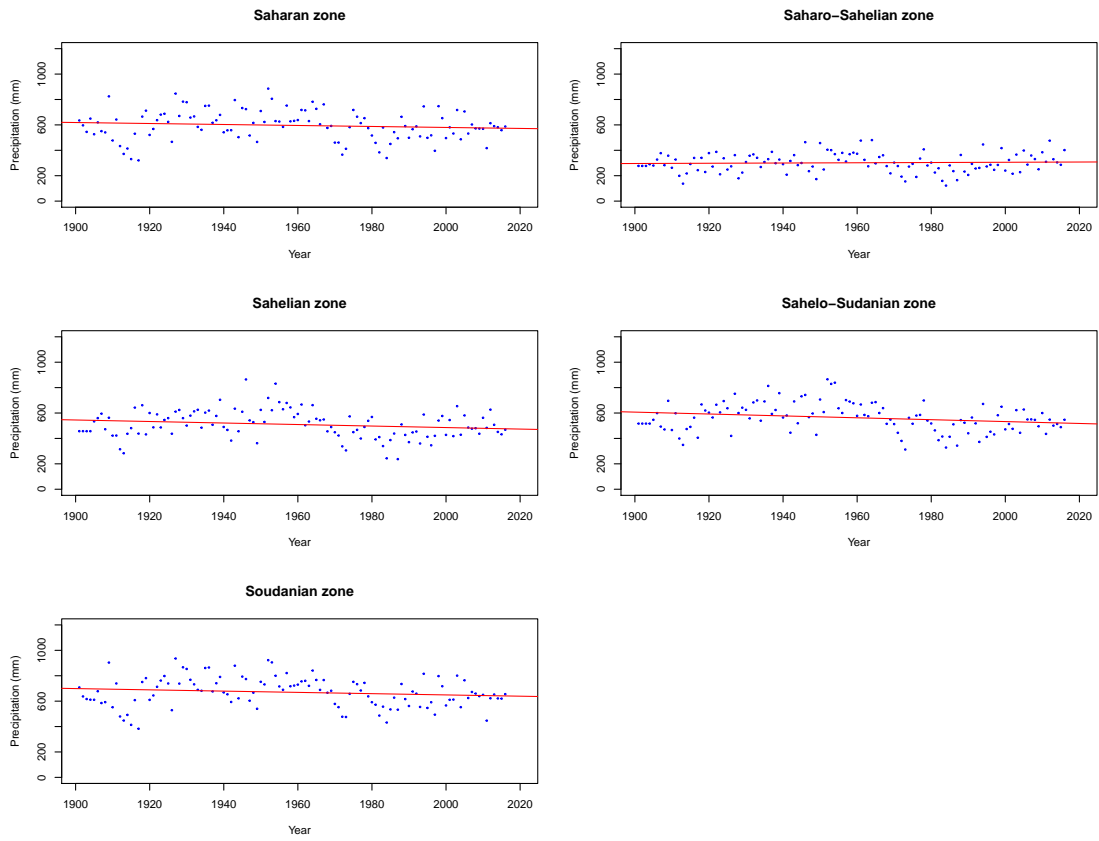 Saharan zone
Precipitation (mm)
0 200 600 1000
1900 1920 1940 1960 1980 2000 2020
Year
Saharo−Sahelian zone
Precipitation (mm)
0 200 600 1000
1900 1920 1940 1960 1980 2000 2020
Year
Sahelian zone
Precipitation (mm)
0 200 600 1000
1900 1920 1940 1960 1980 2000 2020
Year
Sahelo−Sudanian zone
Precipitation (mm)
0 200 600 1000
1900 1920 1940 1960 1980 2000 2020
Year
Soudanian zone
Precipitation (mm)
0 200 600 1000
1900 1920 1940 1960 1980 2000 2020
Year